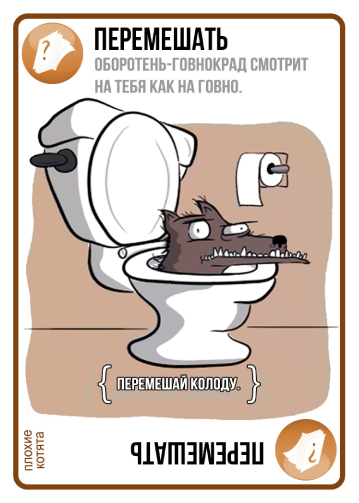 ?
ПЕРЕМЕШАТЬ
ОБОРОТЕНЬ-ГОВНОКРАД СМОТРИТ
НА ТЕБЯ КАК НА ГОВНО.
{ ПЕРЕМЕШАЙ КОЛОДУ. }
плохие
котята
ПЕРЕМЕШАТЬ
?